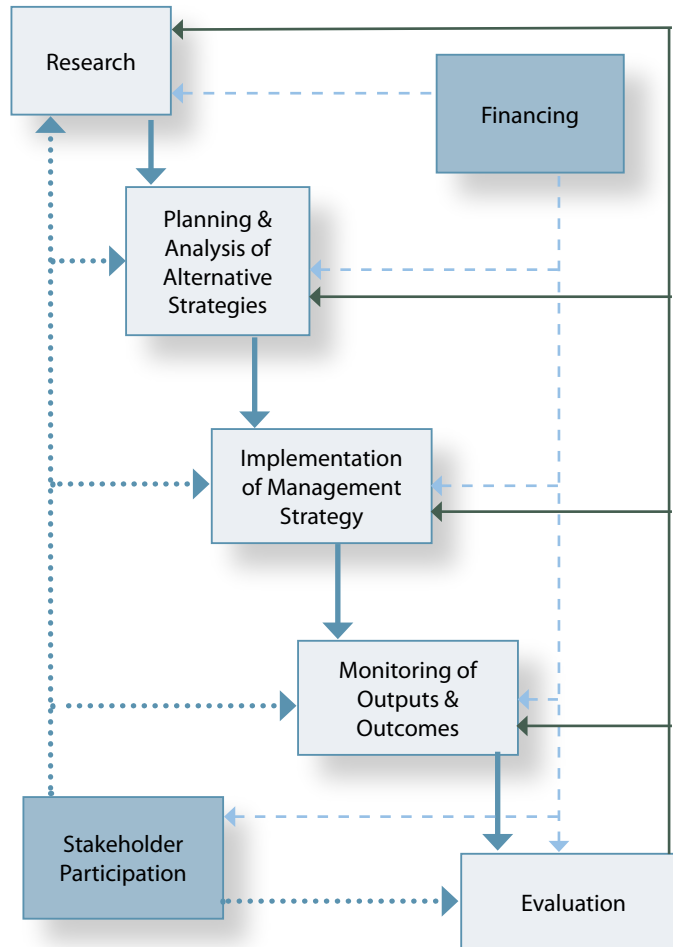 Research
Financing
Planning &
Analysis of
Alternative
Strategies
Implementation
of Management
Strategy
Monitoring of
Outputs &
Outcomes
Stakeholder
Participation
Evaluation